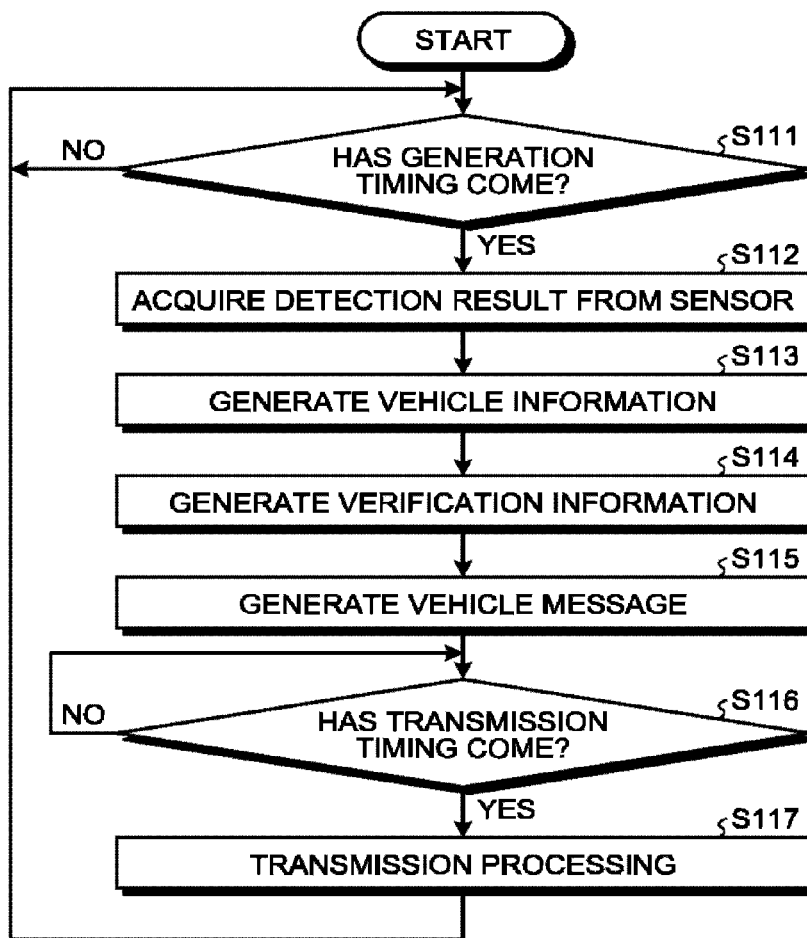 START
S111
NO
HAS GENERATION
TIMING COME?
YES
S112
ACQUIRE DETECTION RESULT FROM SENSOR
S113
GENERATE VEHICLE INFORMATION
S114
GENERATE VERIFICATION INFORMATION
S115
GENERATE VEHICLE MESSAGE
S116
NO
HAS TRANSMISSION
TIMING COME?
YES
S117
TRANSMISSION PROCESSING